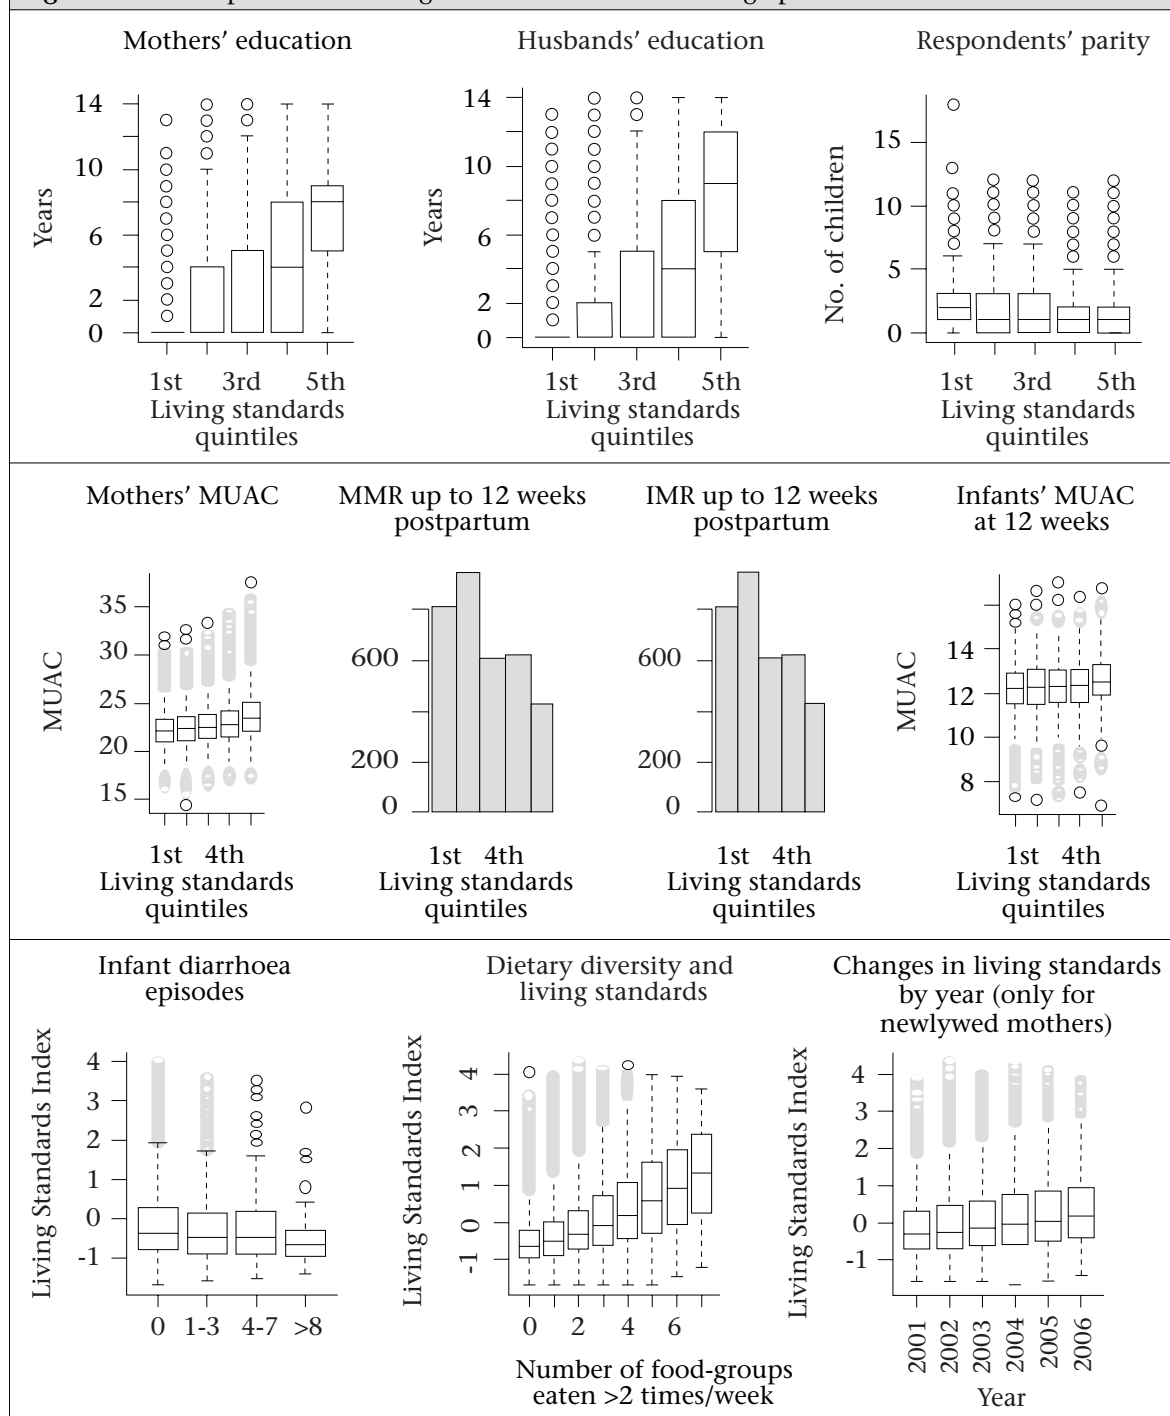 Mothers' education
Husbands' education
Respondents' parity
Years
14
10
6
2
0
1st 3rd 5th
Living standards
quintiles
Years
14
10
6
2
0
1st 3rd 5th
Living standards
quintiles
No. of children
15
10
5
0
1st 3rd 5th
Living standards
quintiles
Mothers' MUAC
MUAC
35
30
25
20
15
1st 4th
Living standards
quintiles
MMR up to 12 weeks
postpartum
600
200
0
1st 4th
Living standards
quintiles
IMR up to 12 weeks
postpartum
600
200
0
1st 4th
Living standards
quintiles
Infants' MUAC
at 12 weeks
MUAC
14
12
10
8
1st 4th
Living standards
quintiles
Infant diarrhoea
episodes
Living Standards Index
4
3
2
1
0
-1
0 1-3 4-7 >8
Dietary diversity and
living standards
Living Standards Index
4
3
2
1
0
-1
0 2 4 6
Number of food-groups
eaten >2 times/week
Changes in living standards
by year (only for
newlywed mothers)
Living Standards Index
4
3
2
1
0
-1
2001 2002 2003 2004 2005 2006
Year